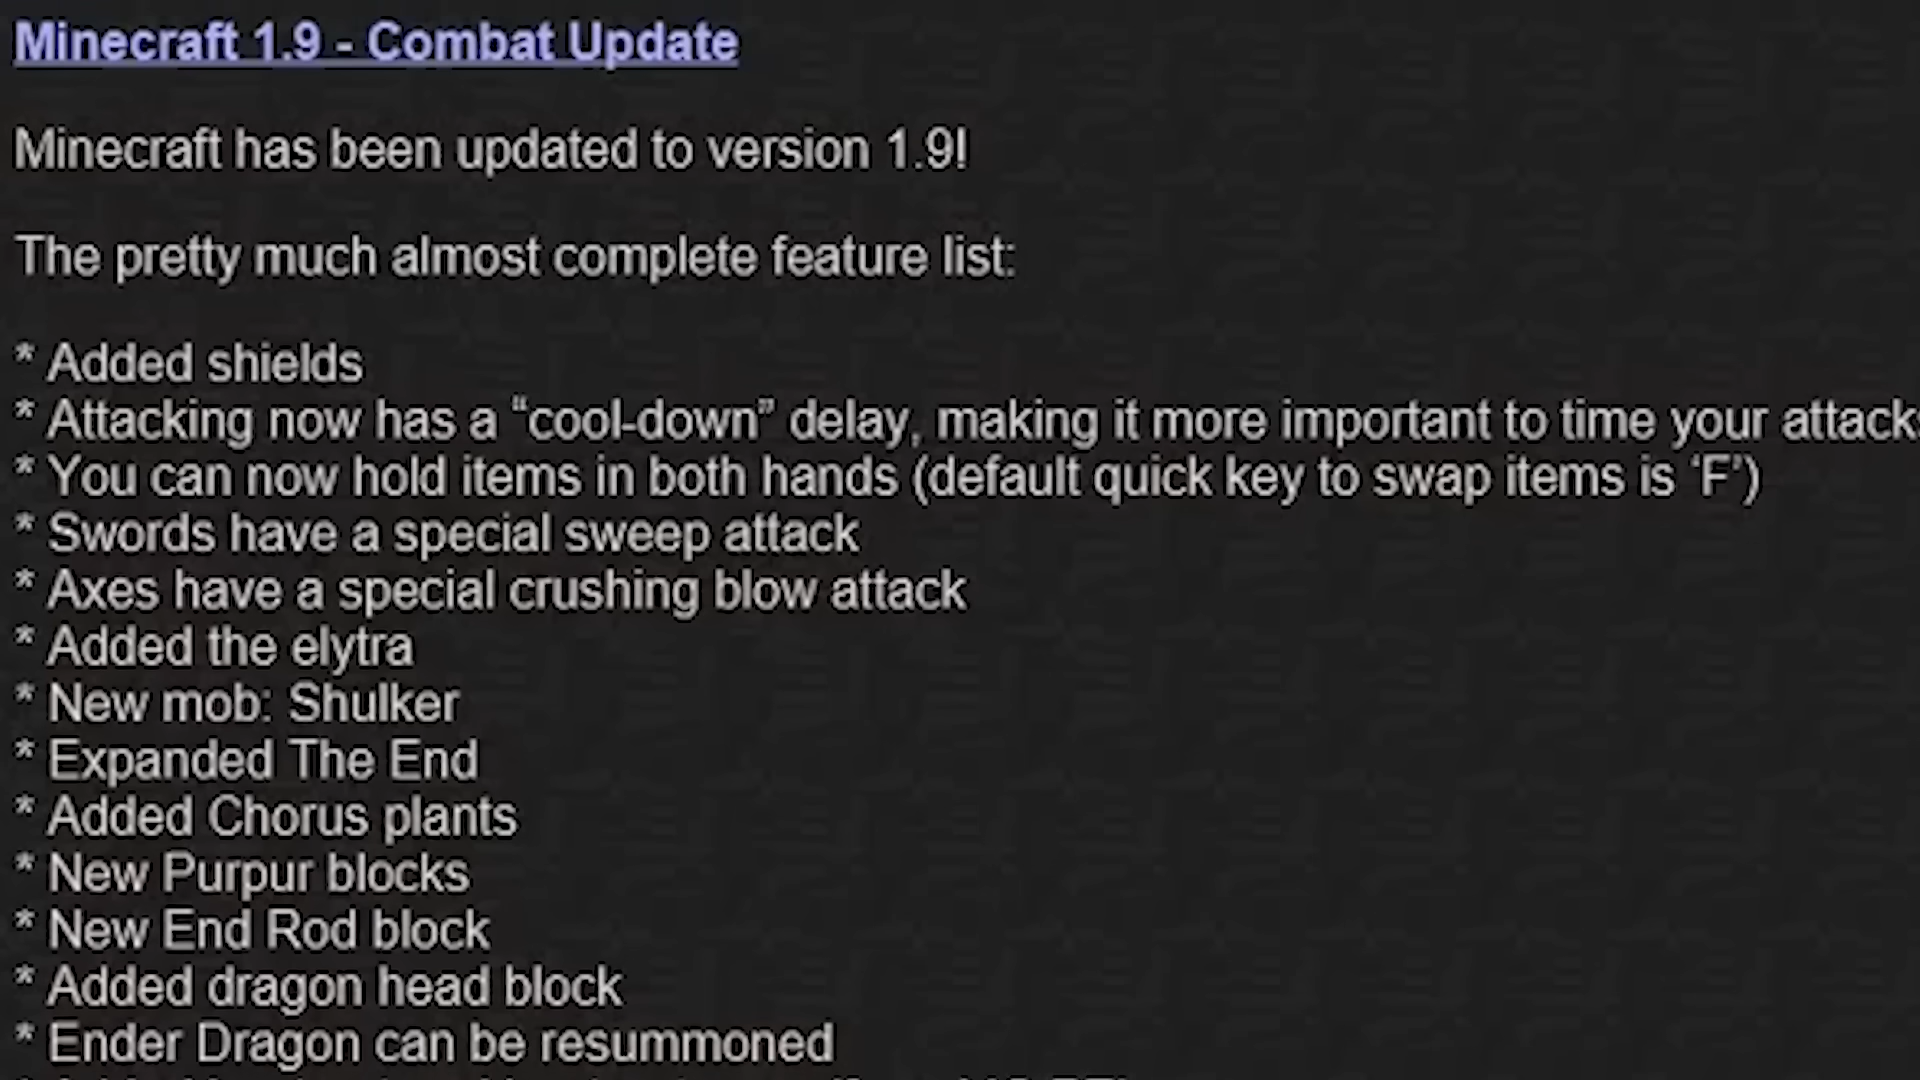 Minecraft 1.9 - Combat Update
Minecraft has been updated to version 1.9!
The pretty much almost complete feature list:
* Added shields
* Attacking now has a “cool-down” delay, making it more important to time your attack
* You can now hold items in both hands (default quick key to swap items is ‘F’)
* Swords have a special sweep attack
* Axes have a special crushing blow attack
* Added the elytra
* New mob: Shulker
* Expanded The End
* Added Chorus plants
* New Purpur blocks
* New End Rod block
* Added dragon head block
* Ender Dragon can be resummoned